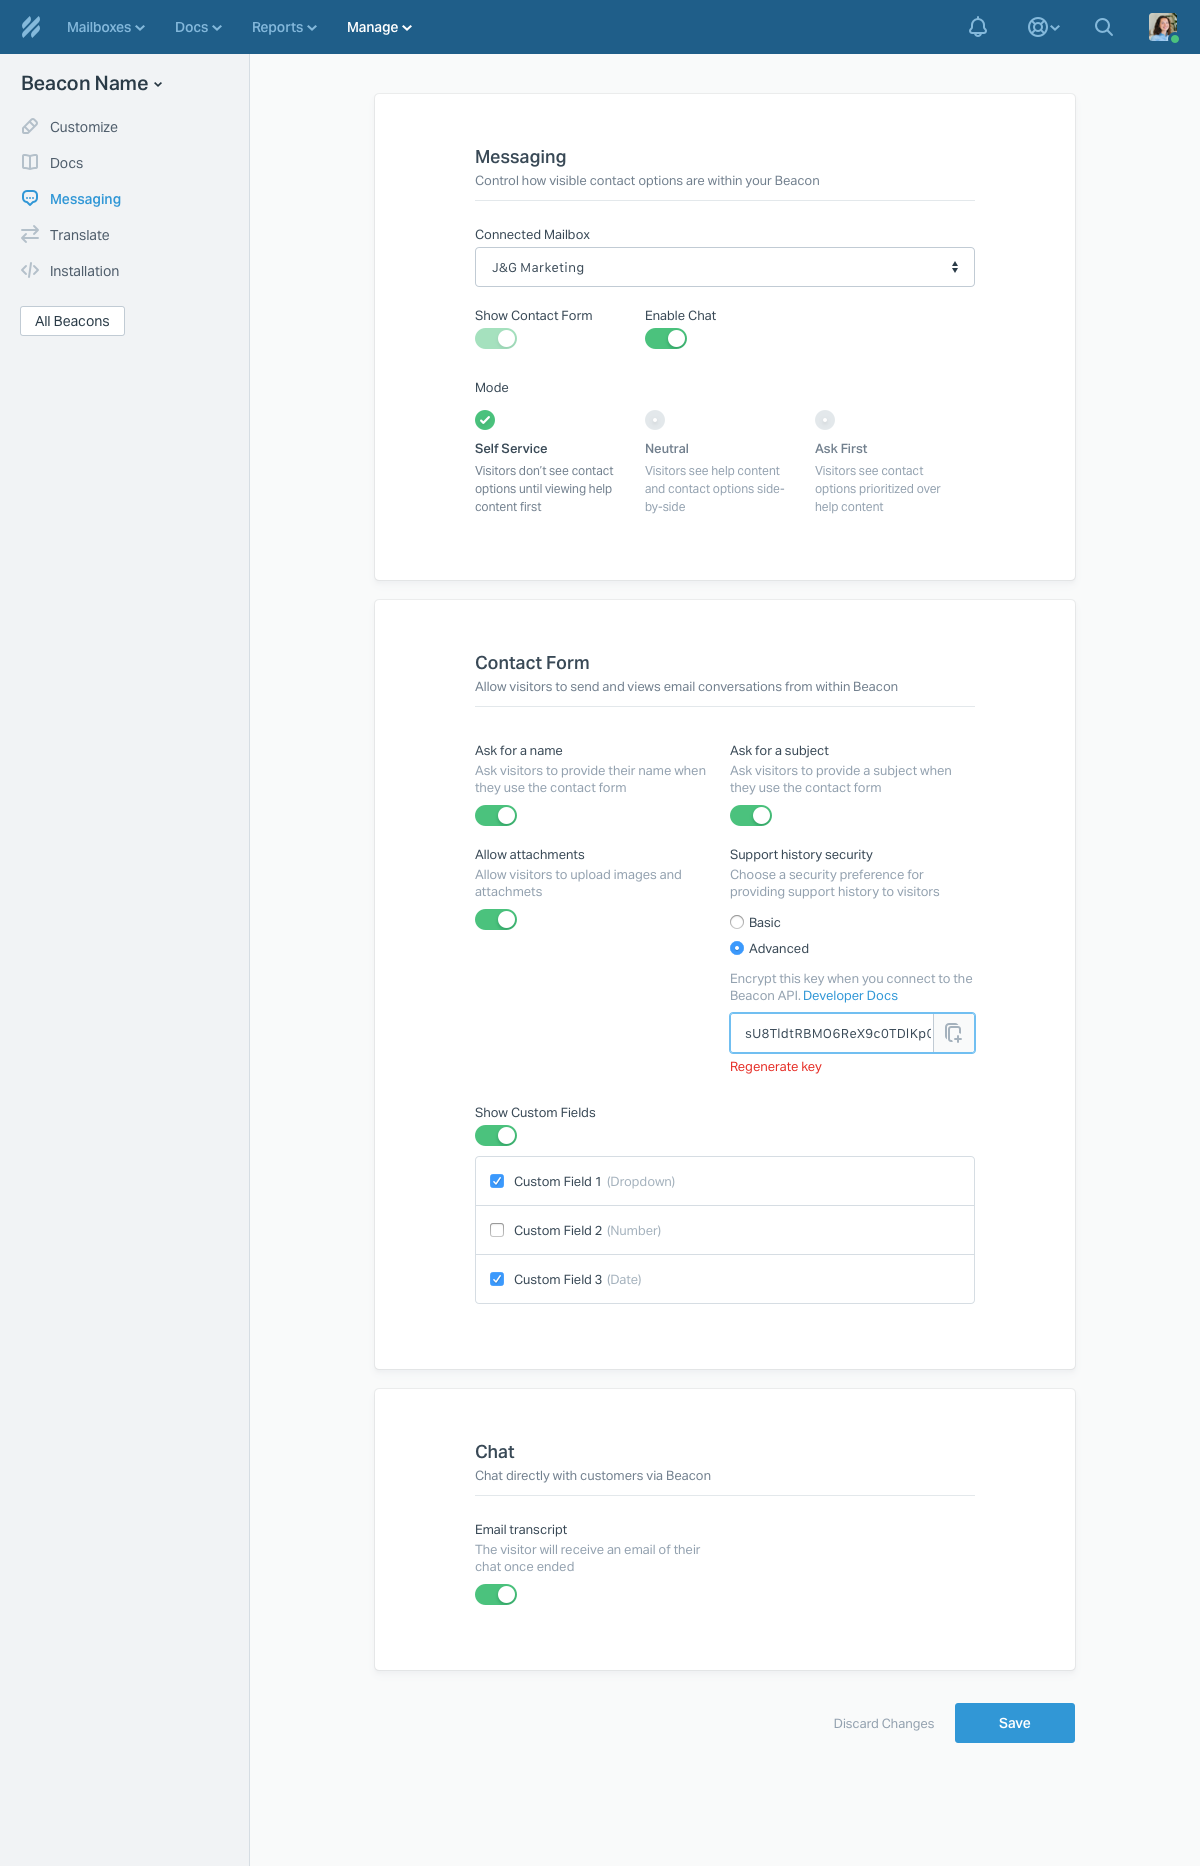 Mailboxes Docs Reports Manage
Beacon Name
Customize
Docs
Messaging
Translate
Installation
All Beacons
Messaging
Control how visible contact options are within your Beacon
Connected Mailbox
J&G Marketing
Show Contact Form Enable Chat
Mode
Self Service
Visitors don't see contact
options until viewing help
content first
Neutral
Visitors see help content
and contact options side-
by-side
Ask First
Visitors see contact
options prioritized over
help content
Contact Form
Allow visitors to send and views email conversations from within Beacon
Ask for a name
Ask visitors to provide their name when
they use the contact form
Ask for a subject
Ask visitors to provide a subject when
they use the contact form
Allow attachments
Allow visitors to upload images and
attachmets
Support history security
Choose a security preference for
providing support history to visitors
Basic
Advanced
Encrypt this key when you connect to the
Beacon API. Developer Docs
Regenerate key
Show Custom Fields
Custom Field 1 (Dropdown)
Custom Field 2 (Number)
Custom Field 3 (Date)
Chat
Chat directly with customers via Beacon
Email transcript
The visitor will receive an email of their
chat once ended
Discard Changes Save